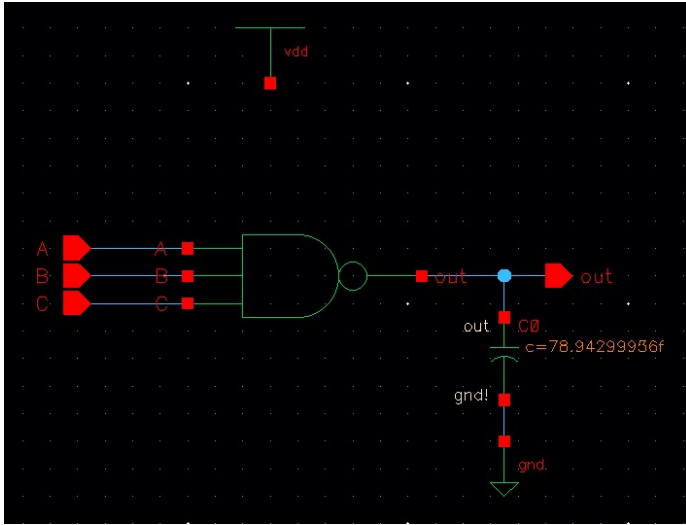 vdd
A A
B B
C C
out out
out C0
c=78.94299956f
gnd!
gnd